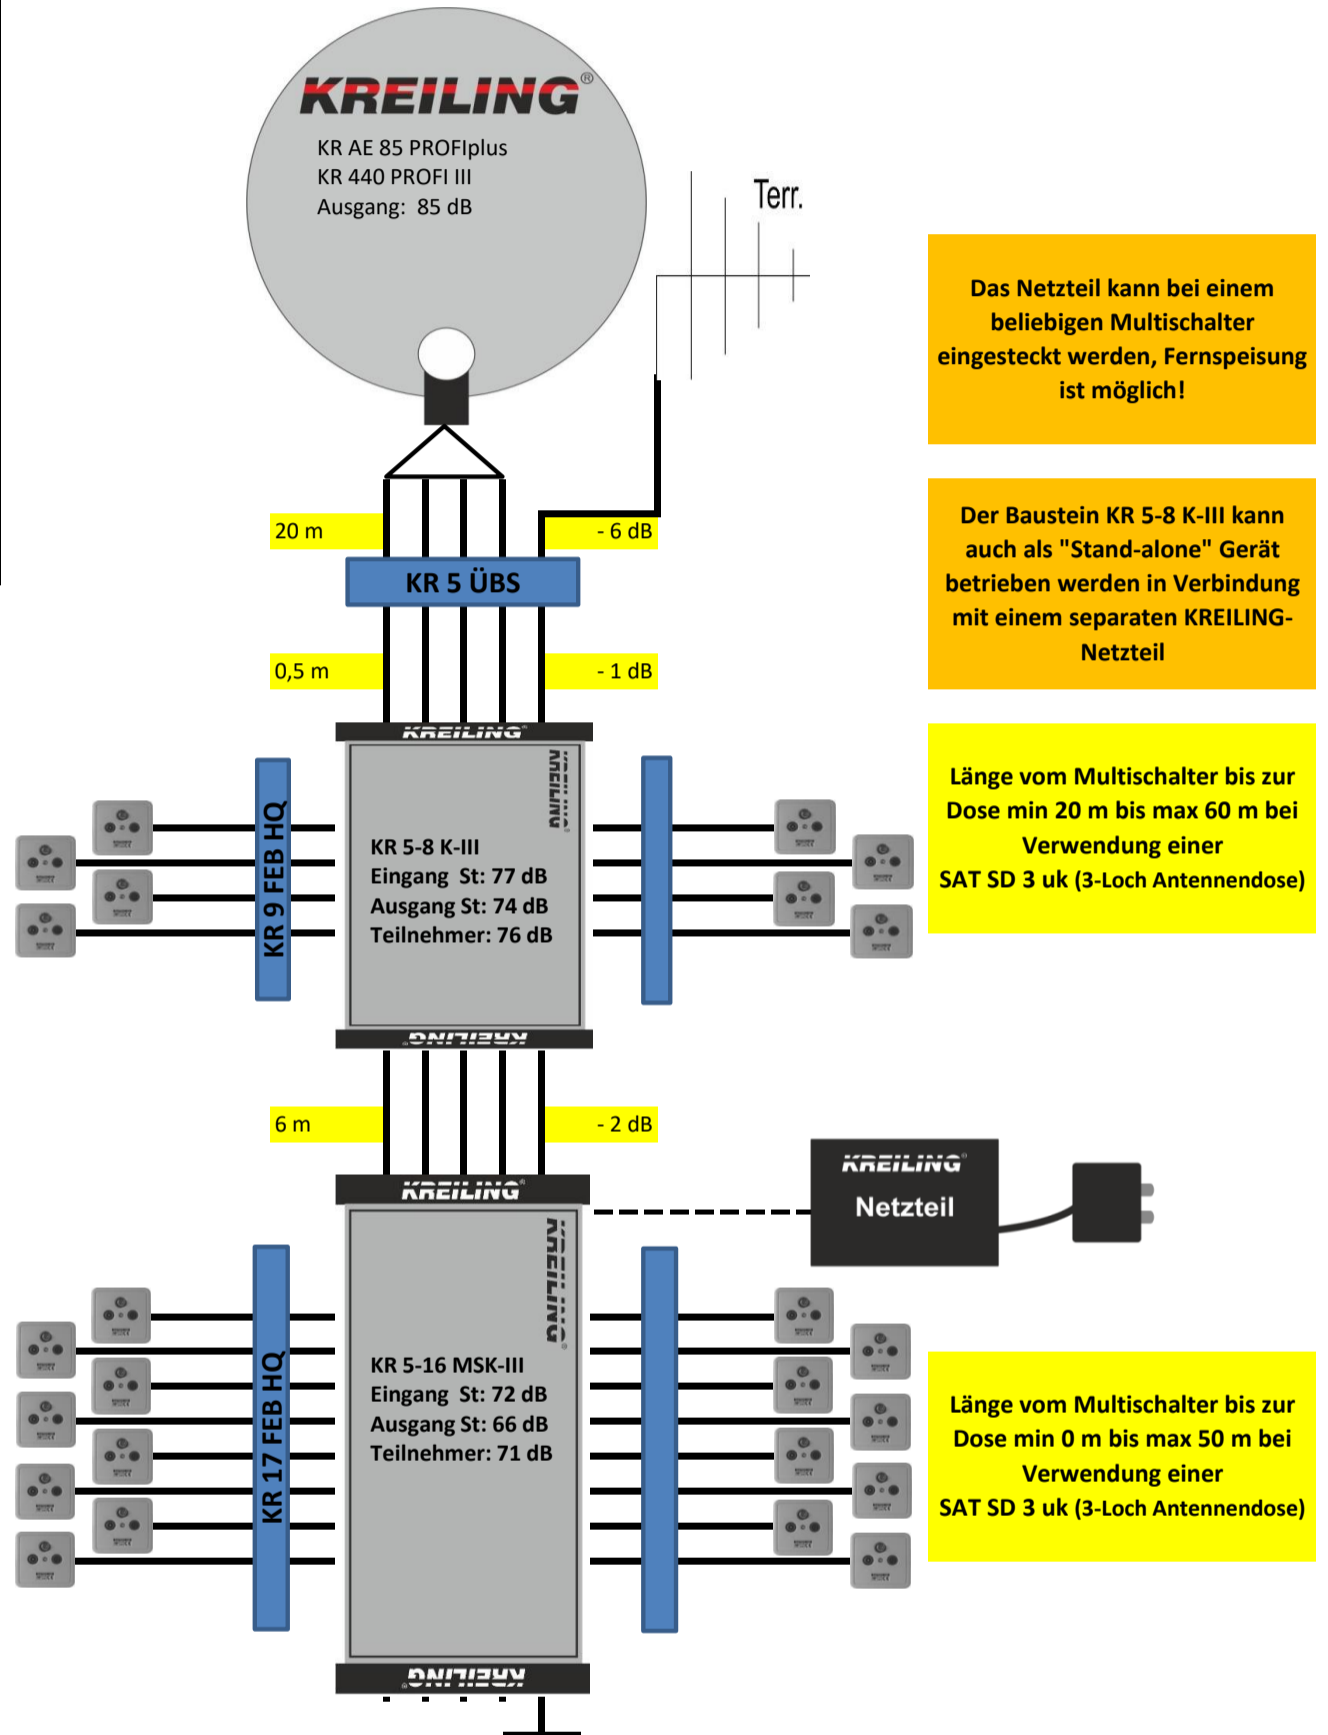 KREILING®
KR AE 85 PROFIplus
KR 440 PROFI III
Ausgang: 85 dB
Terr.
Das Netzteil kann bei einem
beliebigen Multischalter
eingesteckt werden, Fernspeisung
ist möglich!
20 m
- 6 dB
KR 5 ÜBS
Der Baustein KR 5-8 K-III kann
auch als "Stand-alone" Gerät
betrieben werden in Verbindung
mit einem separaten KREILING-
Netzteil
0,5 m
- 1 dB
KREILING®
KREILING®
KR 9 FEB HQ
KR 5-8 K-III
Eingang St: 77 dB
Ausgang St: 74 dB
Teilnehmer: 76 dB
KREILING®
Länge vom Multischalter bis zur
Dose min 20 m bis max 60 m bei
Verwendung einer
SAT SD 3 uk (3-Loch Antennendose)
6 m
- 2 dB
KREILING®
KREILING®
Netzteil
KREILING®
KR 17 FEB HQ
KR 5-16 MSK-III
Eingang St: 72 dB
Ausgang St: 66 dB
Teilnehmer: 71 dB
KREILING®
Länge vom Multischalter bis zur
Dose min 0 m bis max 50 m bei
Verwendung einer
SAT SD 3 uk (3-Loch Antennendose)